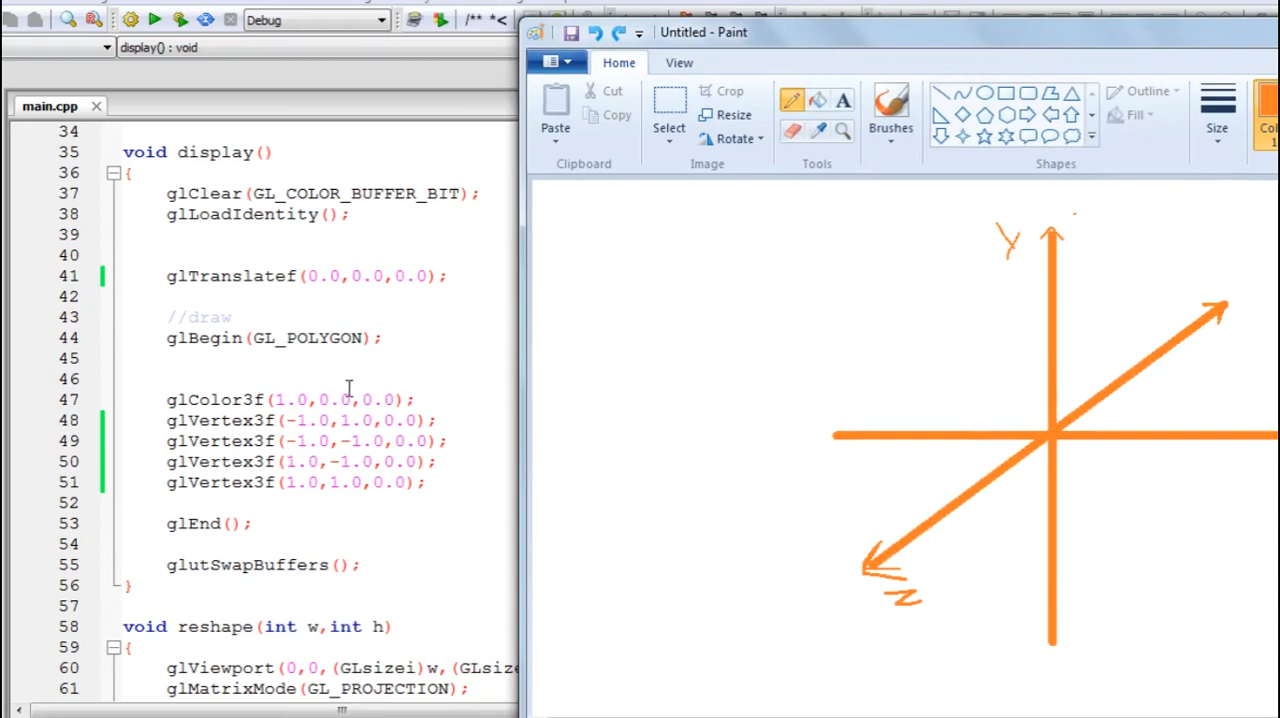 Debug
/** *<
display() : void
main.cpp
34
35 void display()
36 {
37 glClear(GL_COLOR_BUFFER_BIT);
38 glLoadIdentity();
39
40
41 glTranslatef(0.0,0.0,0.0);
42
43 //draw
44 glBegin(GL_POLYGON);
45
46
47 glColor3f(1.0,0.0,0.0);
48 glVertex3f(-1.0,1.0,0.0);
49 glVertex3f(-1.0,-1.0,0.0);
50 glVertex3f(1.0,-1.0,0.0);
51 glVertex3f(1.0,1.0,0.0);
52
53 glEnd();
54
55 glutSwapBuffers();
56 }
57
58 void reshape(int w,int h)
59 {
60 glViewport(0,0,(GLsizei)w,(GLsize
61 glMatrixMode(GL_PROJECTION);
Untitled - Paint
Home View
Paste
Cut
Copy
Clipboard
Select
Crop
Resize
Rotate
Image
A
Tools
Brushes
Outline
Fill
Shapes
Size
Col
1
Y
Z